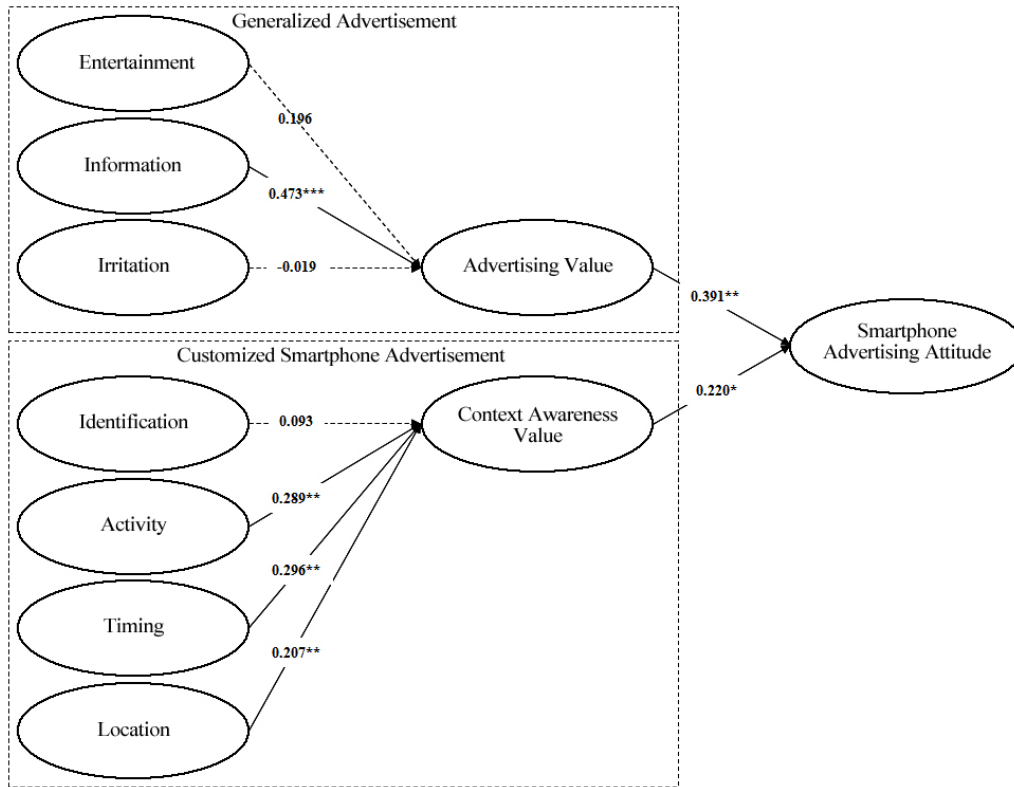 Generalized Advertisement
Entertainment
0.196
Information
0.473***
Irritation
-0.019
Advertising Value
0.391**
Smartphone
Advertising Attitude
Customized Smartphone Advertisement
0.220*
Identification
0.093
Context Awareness
Value
0.289**
Activity
0.296**
Timing
0.207**
Location